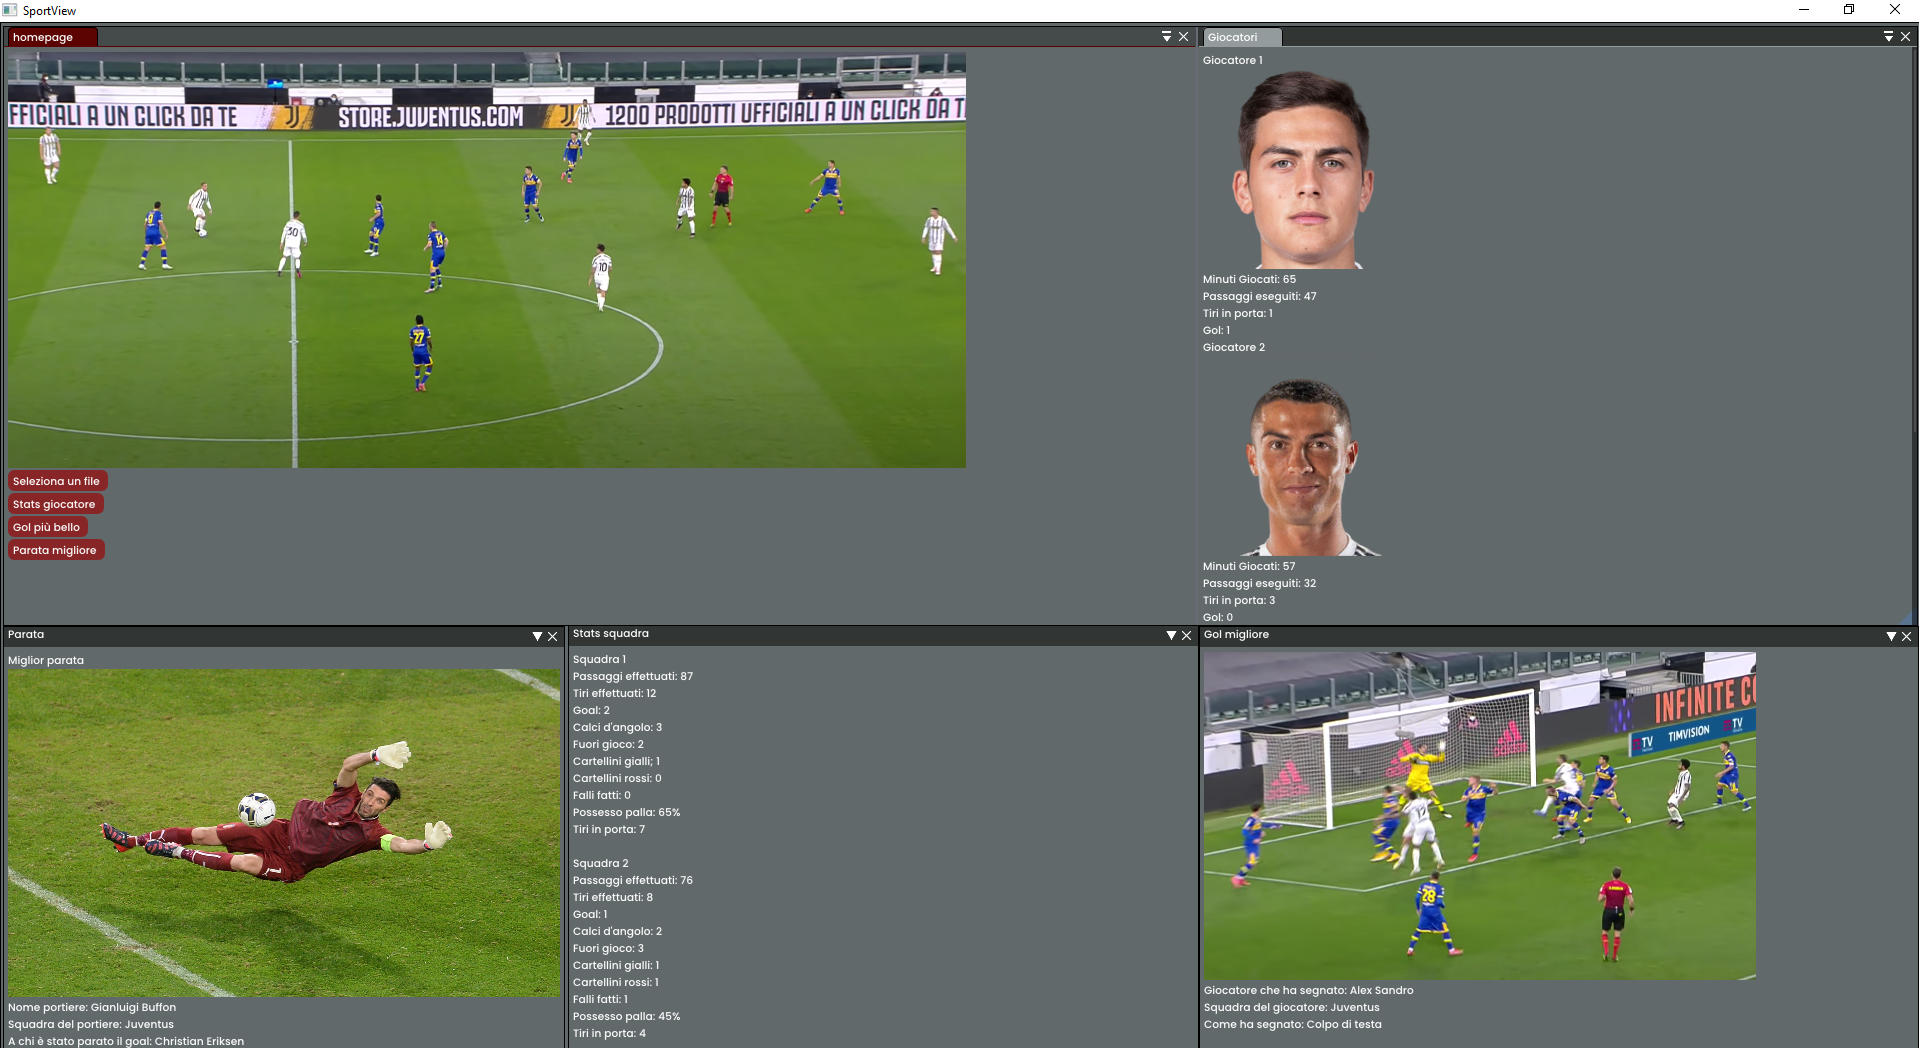 SportView
homepage
FFICIALI A UN CLICK DA TE
STORE.JUVENTUS.COM
1200 PRODOTTI UFFICIALI A UN CLICK DA T
9
30
14
10
27
Seleziona un file
Stats giocatore
Gol più bello
Parata migliore
Giocatori
Giocatore 1
Minuti Giocati: 65
Passaggi eseguiti: 47
Tiri in porta: 1
Gol: 1
Giocatore 2
Minuti Giocati: 57
Passaggi eseguiti: 32
Tiri in porta: 3
Gol: 0
Parata
Miglior parata
1
Nome portiere: Gianluigi Buffon
Squadra del portiere: Juventus
A chi è stato parato il goal: Christian Eriksen
Stats squadra
Squadra 1
Passaggi effettuati: 87
Tiri effettuati: 12
Goal: 2
Calci d'angolo: 3
Fuori gioco: 2
Cartellini gialli; 1
Cartellini rossi: 0
Falli fatti: 0
Possesso palla: 65%
Tiri in porta: 7
Squadra 2
Passaggi effettuati: 76
Tiri effettuati: 8
Goal: 1
Calci d'angolo: 2
Fuori gioco: 3
Cartellini gialli: 1
Cartellini rossi: 1
Falli fatti: 1
Possesso palla: 45%
Tiri in porta: 4
Gol migliore
INFINITE CO
TV TIMVISION TV
28
Giocatore che ha segnato: Alex Sandro
Squadra del giocatore: Juventus
Come ha segnato: Colpo di testa